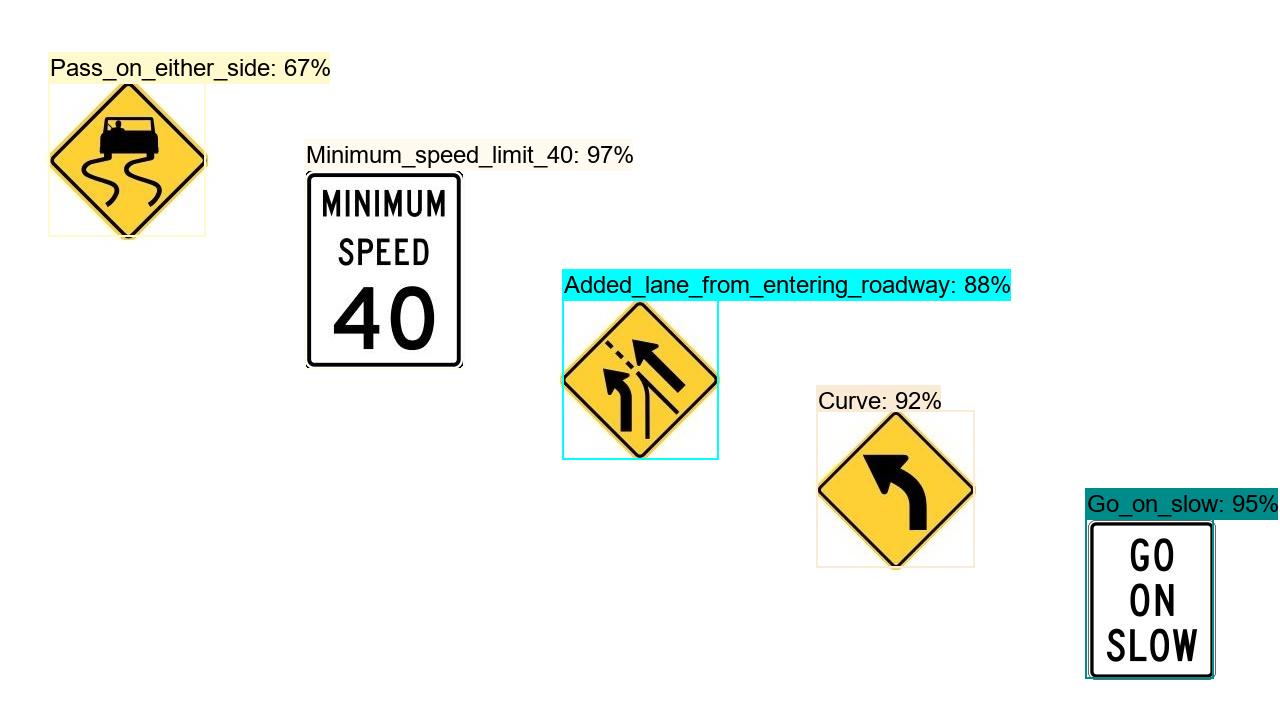 Pass_on_either_side: 67%
Minimum_speed_limit_40: 97%
MINIMUM
SPEED
40
Added_lane_from_entering_roadway: 88%
Curve: 92%
Go_on_slow: 95%
GO
ON
SLOW